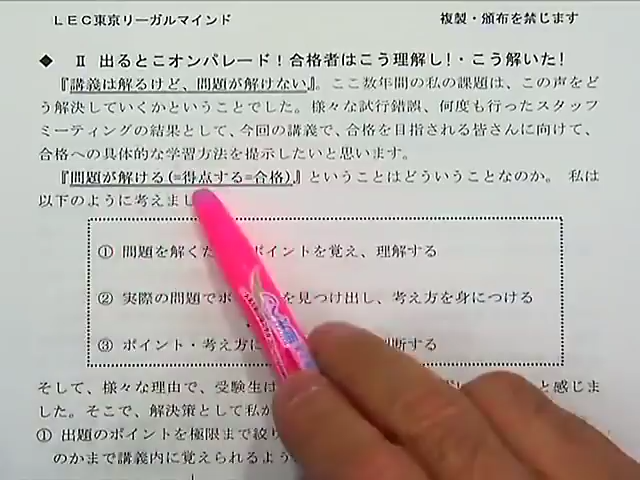 ＬＥＣ東京リーガルマインド
複製・頒布を禁じます
◆ Ⅱ 出るとこオンパレード！合格者はこう理解し！・こう解いた！
『講義は解るけど、問題が解けない』。ここ数年間の私の課題は、この声をど
う解決していくかということでした。様々な試行錯誤、何度も行ったスタッフ
ミーティングの結果として、今回の講義で、合格を目指される皆さんに向けて、
合格への具体的な学習方法を提示したいと思います。
『問題が解ける(=得点する=合格)』ということはどういうことなのか。 私は
以下のように考えまし
① 問題を解くた ポイントを覚え、理解する
② 実際の問題でポ を見つけ出し、考え方を身につける
③ ポイント・考え方に 断する
そして、様々な理由で、受験生は と感じま
した。そこで、解決策として私が
① 出題のポイントを極限まで絞り
のかまで講義内に覚えられるよう